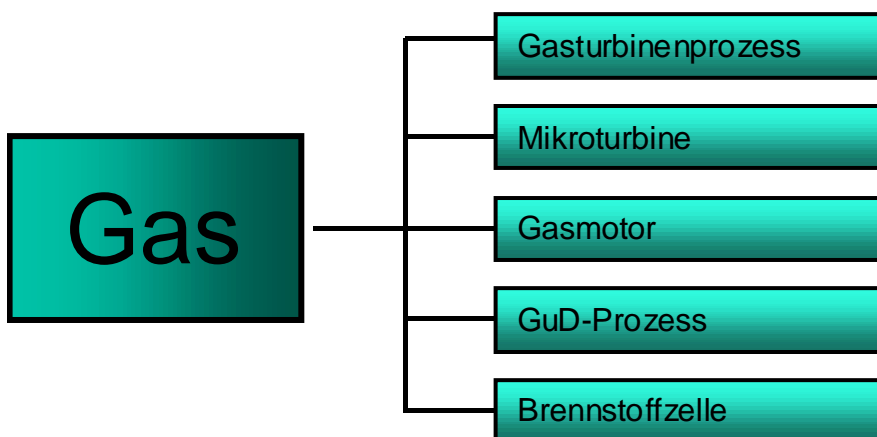 Gas
Gasturbinenprozess
Mikroturbine
Gasmotor
GuD-Prozess
Brennstoffzelle